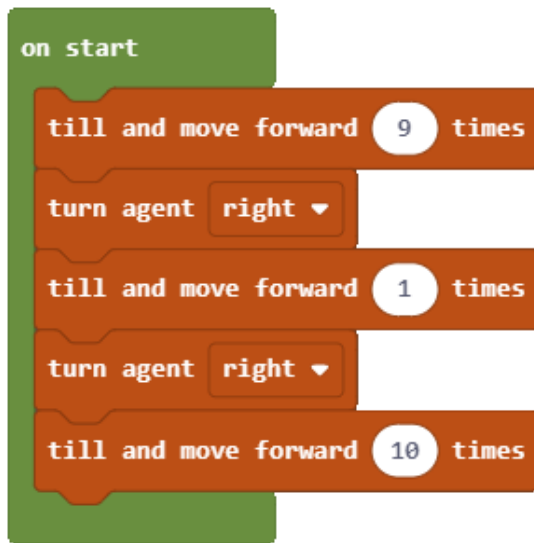 on start
till and move forward 9 times
turn agent right
till and move forward 1 times
turn agent right
till and move forward 10 times